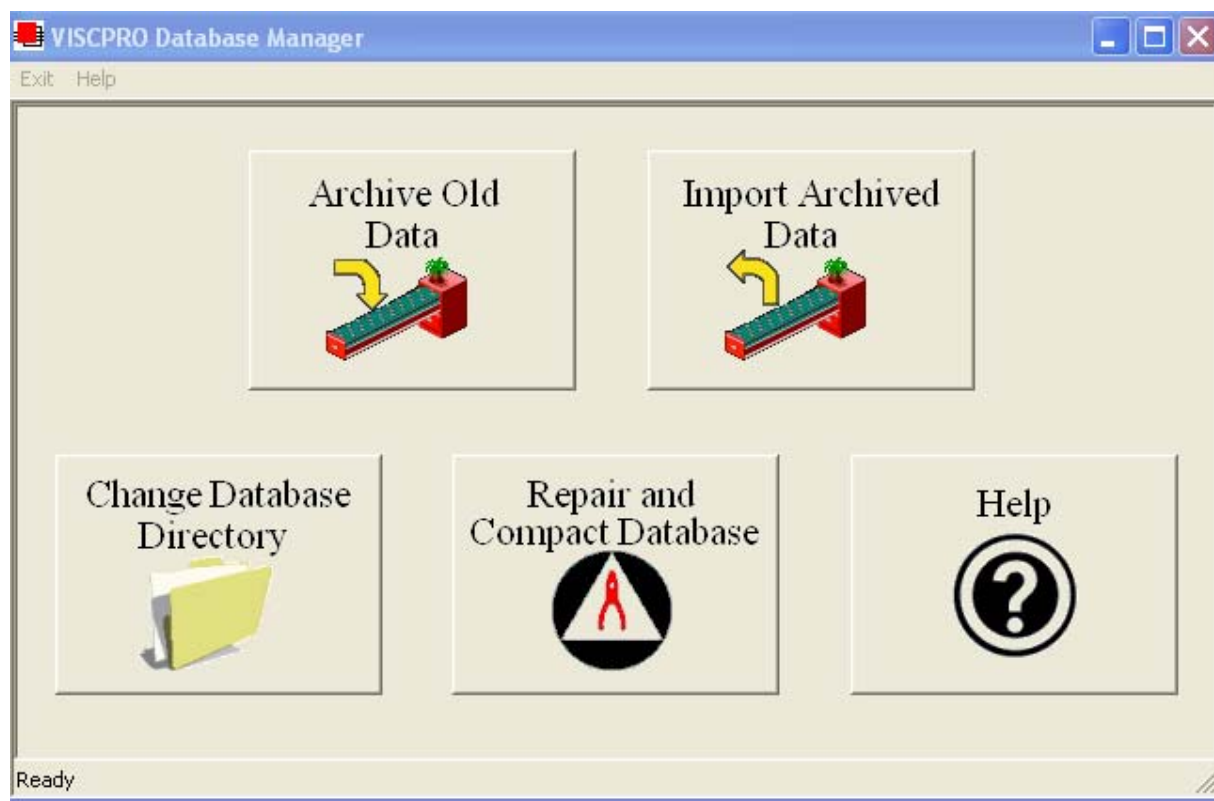 VISCPRO Database Manager
Exit Help
Archive Old
Data
Import Archived
Data
Change Database
Directory
Repair and
Compact Database
Help
?
Ready